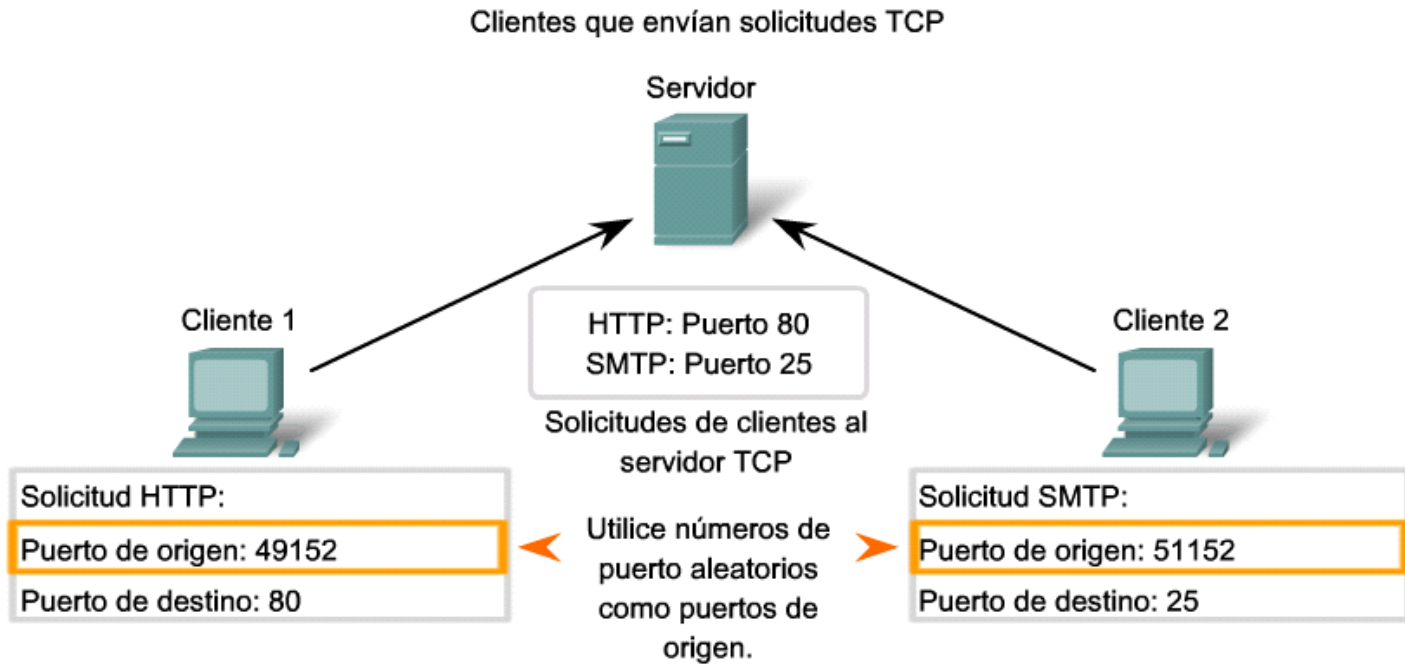 Clientes que envían solicitudes TCP
Servidor
Cliente 1
HTTP: Puerto 80
SMTP: Puerto 25
Cliente 2
Solicitudes de clientes al
servidor TCP
Solicitud HTTP:
Puerto de origen: 49152
Puerto de destino: 80
Utilice números de
puerto aleatorios
como puertos de
origen.
Solicitud SMTP:
Puerto de origen: 51152
Puerto de destino: 25